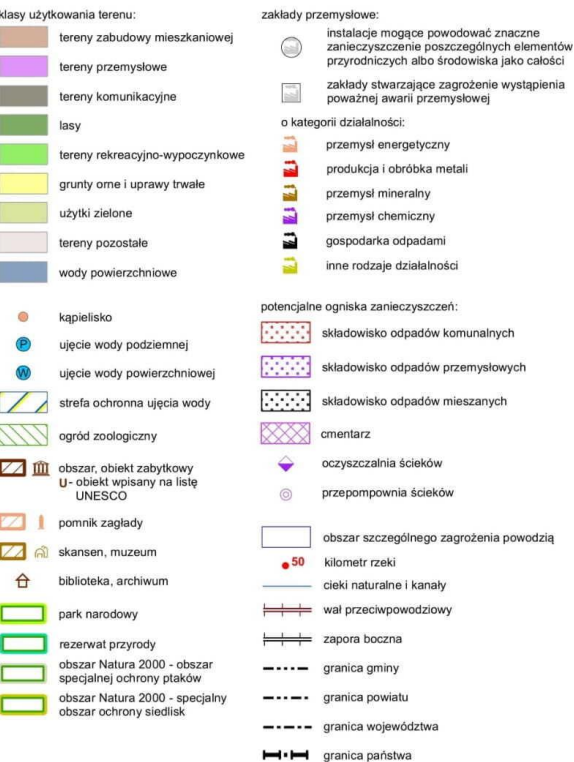 klasy użytkowania terenu:
tereny zabudowy mieszkaniowej
tereny przemysłowe
tereny komunikacyjne
lasy
tereny rekreacyjno-wypoczynkowe
grunty orne i uprawy trwałe
użytki zielone
tereny pozostałe
wody powierzchniowe
kąpielisko
P
ujęcie wody podziemnej
W
ujęcie wody powierzchniowej
strefa ochronna ujęcia wody
ogród zoologiczny
obszar, obiekt zabytkowy
U- obiekt wpisany na listę
UNESCO
pomnik zagłady
skansen, muzeum
biblioteka, archiwum
park narodowy
rezerwat przyrody
obszar Natura 2000 - obszar
specjalnej ochrony ptaków
obszar Natura 2000 - specjalny
obszar ochrony siedlisk
zakłady przemysłowe:
instalacje mogące powodować znaczne
zanieczyszczenie poszczególnych elementów
przyrodniczych albo środowiska jako całości
zakłady stwarzające zagrożenie wystąpienia
poważnej awarii przemysłowej
o kategorii działalności:
przemysł energetyczny
produkcja i obróbka metali
przemysł mineralny
przemysł chemiczny
gospodarka odpadami
inne rodzaje działalności
potencjalne ogniska zanieczyszczeń:
składowisko odpadów komunalnych
składowisko odpadów przemysłowych
składowisko odpadów mieszanych
cmentarz
oczyszczalnia ścieków
przepompownia ścieków
obszar szczególnego zagrożenia powodzią
50
kilometr rzeki
cieki naturalne i kanały
wał przeciwpowodziowy
zapora boczna
granica gminy
granica powiatu
granica województwa
granica państwa